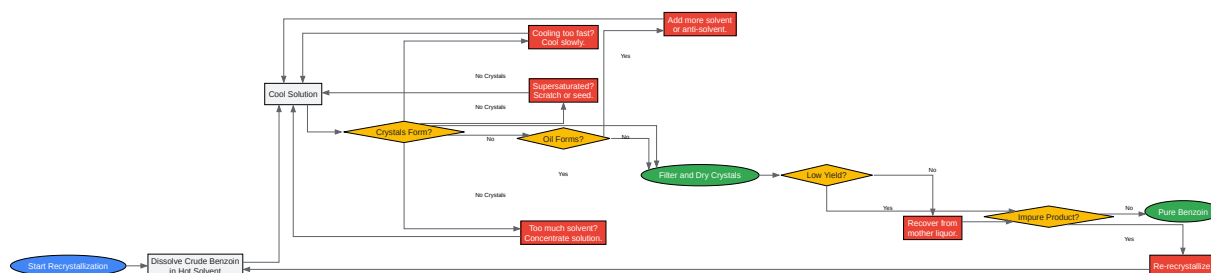 Add more solvent
or anti-solvent.
Cooling too fast?
Cool slowly.
Yes
No Crystals
Supersaturated?
Scratch or seed.
Cool Solution
No Crystals
Crystals Form?
No
Oil Forms?
No
Yes
Filter and Dry Crystals
Low Yield?
No
No Crystals
Yes
Recover from
mother liquor.
Impure Product?
No
Pure Benzoin
Too much solvent?
Concentrate solution.
Yes
Start Recrystallization
Dissolve Crude Benzoin
in Hot Solvent
Re-recrystallize